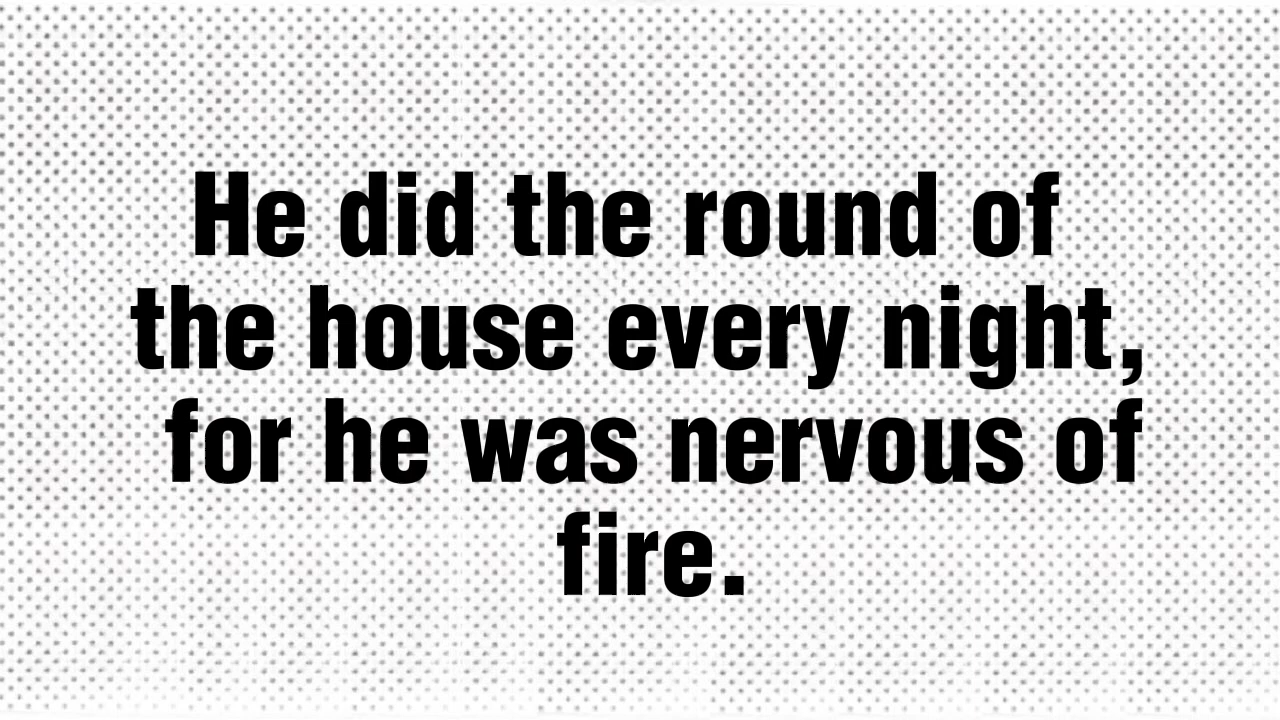 He did the round of
the house every night,
for he was nervous of
fire.